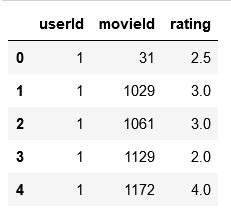 userId movieId rating
0 1 31 2.5
1 1 1029 3.0
2 1 1061 3.0
3 1 1129 2.0
4 1 1172 4.0